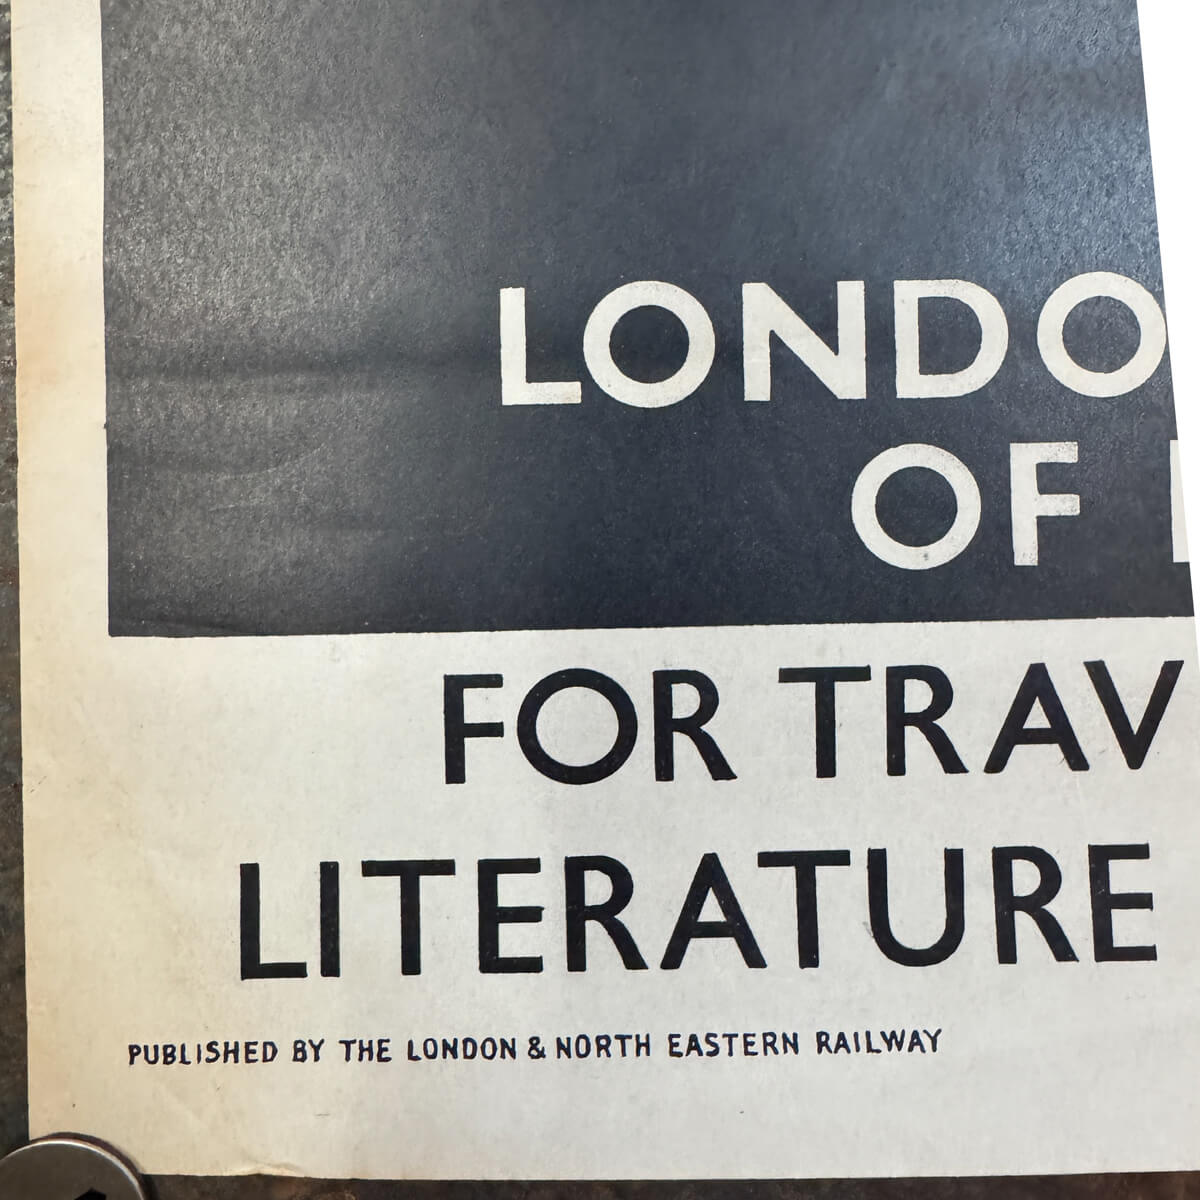 LONDO
OF
FOR TRAV
LITERATURE
PUBLISHED BY THE LONDON & NORTH EASTERN RAILWAY